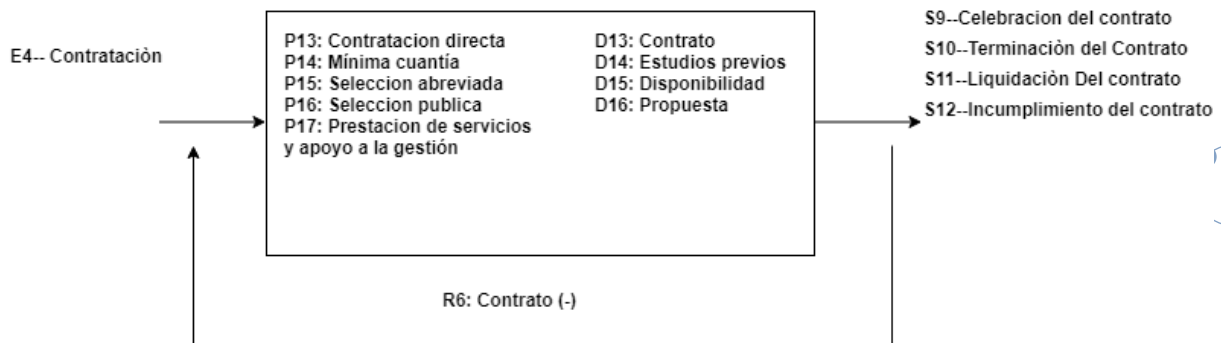 E4-- Contrataciòn
P13: Contratacion directa
P14: Mínima cuantía
P15: Seleccion abreviada
P16: Seleccion publica
P17: Prestacion de servicios
y apoyo a la gestión
D13: Contrato
D14: Estudios previos
D15: Disponibilidad
D16: Propuesta
S9--Celebracion del contrato
S10--Terminaciòn del Contrato
S11--Liquidaciòn Del contrato
S12--Incumplimiento del contrato
R6: Contrato (-)